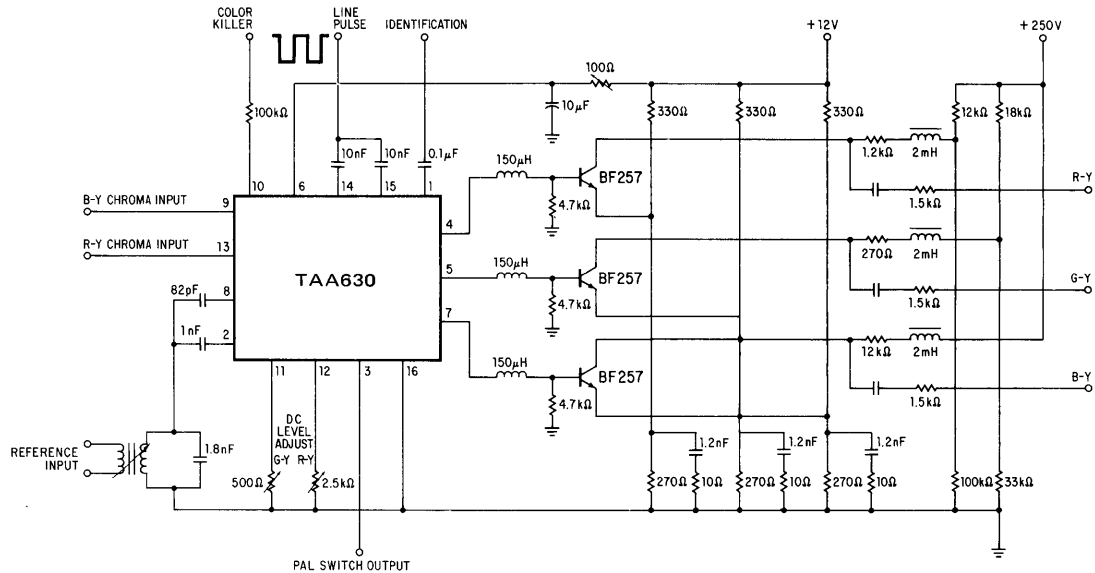 COLOR KILLER
LINE PULSE
IDENTIFICATION
+12V
+250V
100Ω
100kΩ
10µF
330Ω
330Ω
330Ω
12kΩ
18kΩ
10nF
10nF
0.1µF
150µH
BF257
1.2kΩ
2mH
10
6
14
15
1
R-Y
B-Y CHROMA INPUT
9
4
4.7kΩ
1.5kΩ
R-Y CHROMA INPUT
13
TAA630
5
150µH
BF257
270Ω
2mH
82pF
8
G-Y
1nF
2
7
4.7kΩ
1.5kΩ
150µH
BF257
12kΩ
2mH
11
12
3
16
B-Y
4.7kΩ
1.5kΩ
DC LEVEL ADJUST
G-Y R-Y
REFERENCE INPUT
1.8nF
1.2nF
1.2nF
1.2nF
500Ω
2.5kΩ
270Ω
10Ω
270Ω
10Ω
270Ω
10Ω
100kΩ
33kΩ
PAL SWITCH OUTPUT